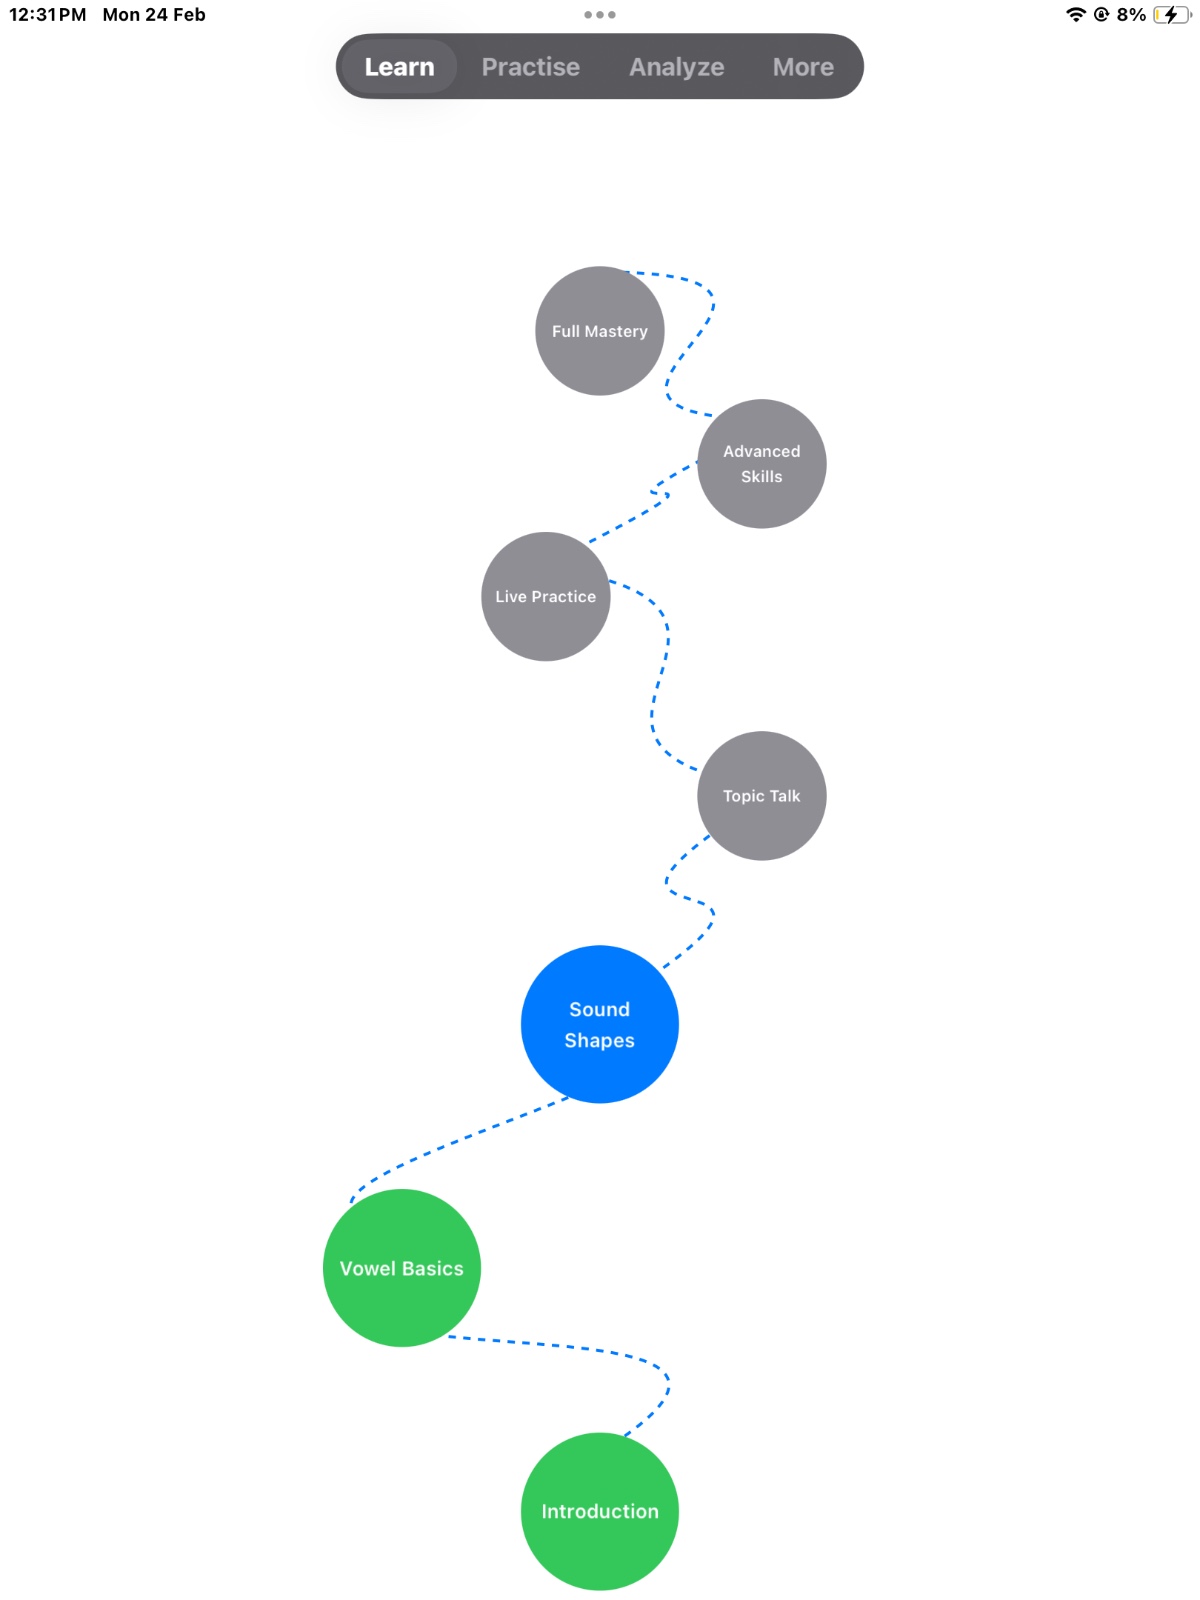 12:31 PM Mon 24 Feb
8%
Learn Practise Analyze More
Full Mastery
Advanced
Skills
Live Practice
Topic Talk
Sound
Shapes
Vowel Basics
Introduction